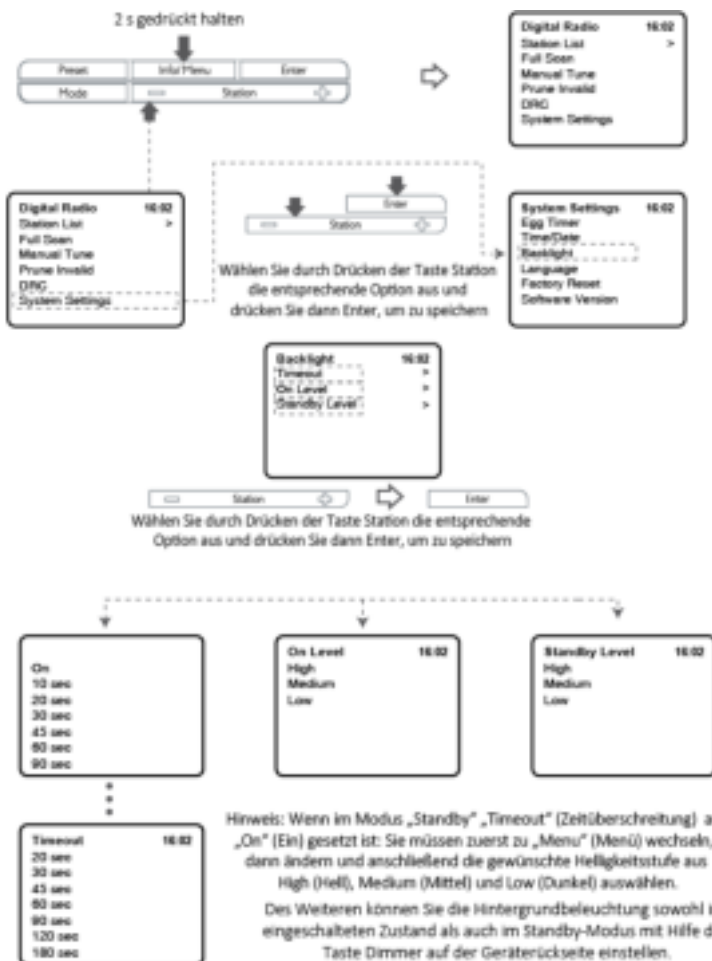 2 s gedrückt halten
Preset Info/Menu Enter
Mode Station
Digital Radio 16:02
Station List >
Full Scan
Manual Tune
Prune Invalid
DRC
System Settings
Digital Radio 16:02
Station List >
Full Scan
Manual Tune
Prune Invalid
DRC
System Settings
Enter
Station
Wählen Sie durch Drücken der Taste Station
die entsprechende Option aus und
drücken Sie dann Enter, um zu speichern
System Settings 16:02
Egg Timer
Time/Date
Backlight
Language
Factory Reset
Software Version
Backlight 16:02
Timeout >
On Level >
Standby Level >
Station Enter
Wählen Sie durch Drücken der Taste Station die entsprechende
Option aus und drücken Sie dann Enter, um zu speichern
On
10 sec
20 sec
30 sec
45 sec
60 sec
90 sec
On Level 16:02
High
Medium
Low
Standby Level 16:02
High
Medium
Low
Timeout 16:02
20 sec
30 sec
45 sec
60 sec
90 sec
120 sec
180 sec
Hinweis: Wenn im Modus „Standby“ „Timeout“ (Zeitüberschreitung) a
„On“ (Ein) gesetzt ist: Sie müssen zuerst zu „Menu“ (Menü) wechseln,
dann ändern und anschließend die gewünschte Helligkeitsstufe aus
High (Hell), Medium (Mittel) und Low (Dunkel) auswählen.
Des Weiteren können Sie die Hintergrundbeleuchtung sowohl i
eingeschalteten Zustand als auch im Standby-Modus mit Hilfe d
Taste Dimmer auf der Geräterückseite einstellen.